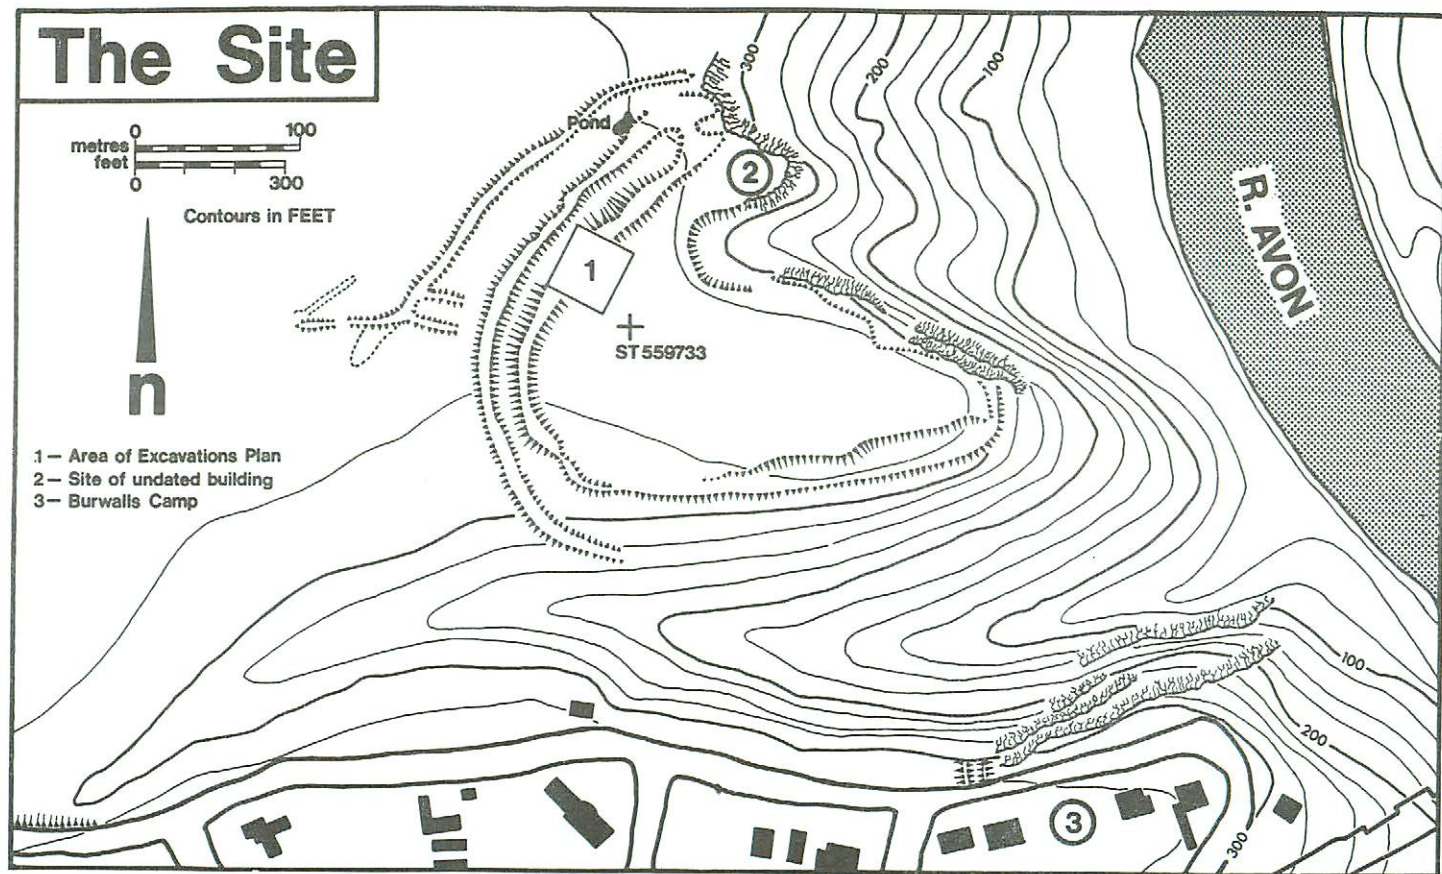 The Site
0 100
metres
feet
0 300
Contours in FEET
n
1 — Area of Excavations Plan
2 — Site of undated building
3 — Burwalls Camp
Pond
1
2
ST 559733
300
200
100
R. AVON
100
200
300
3